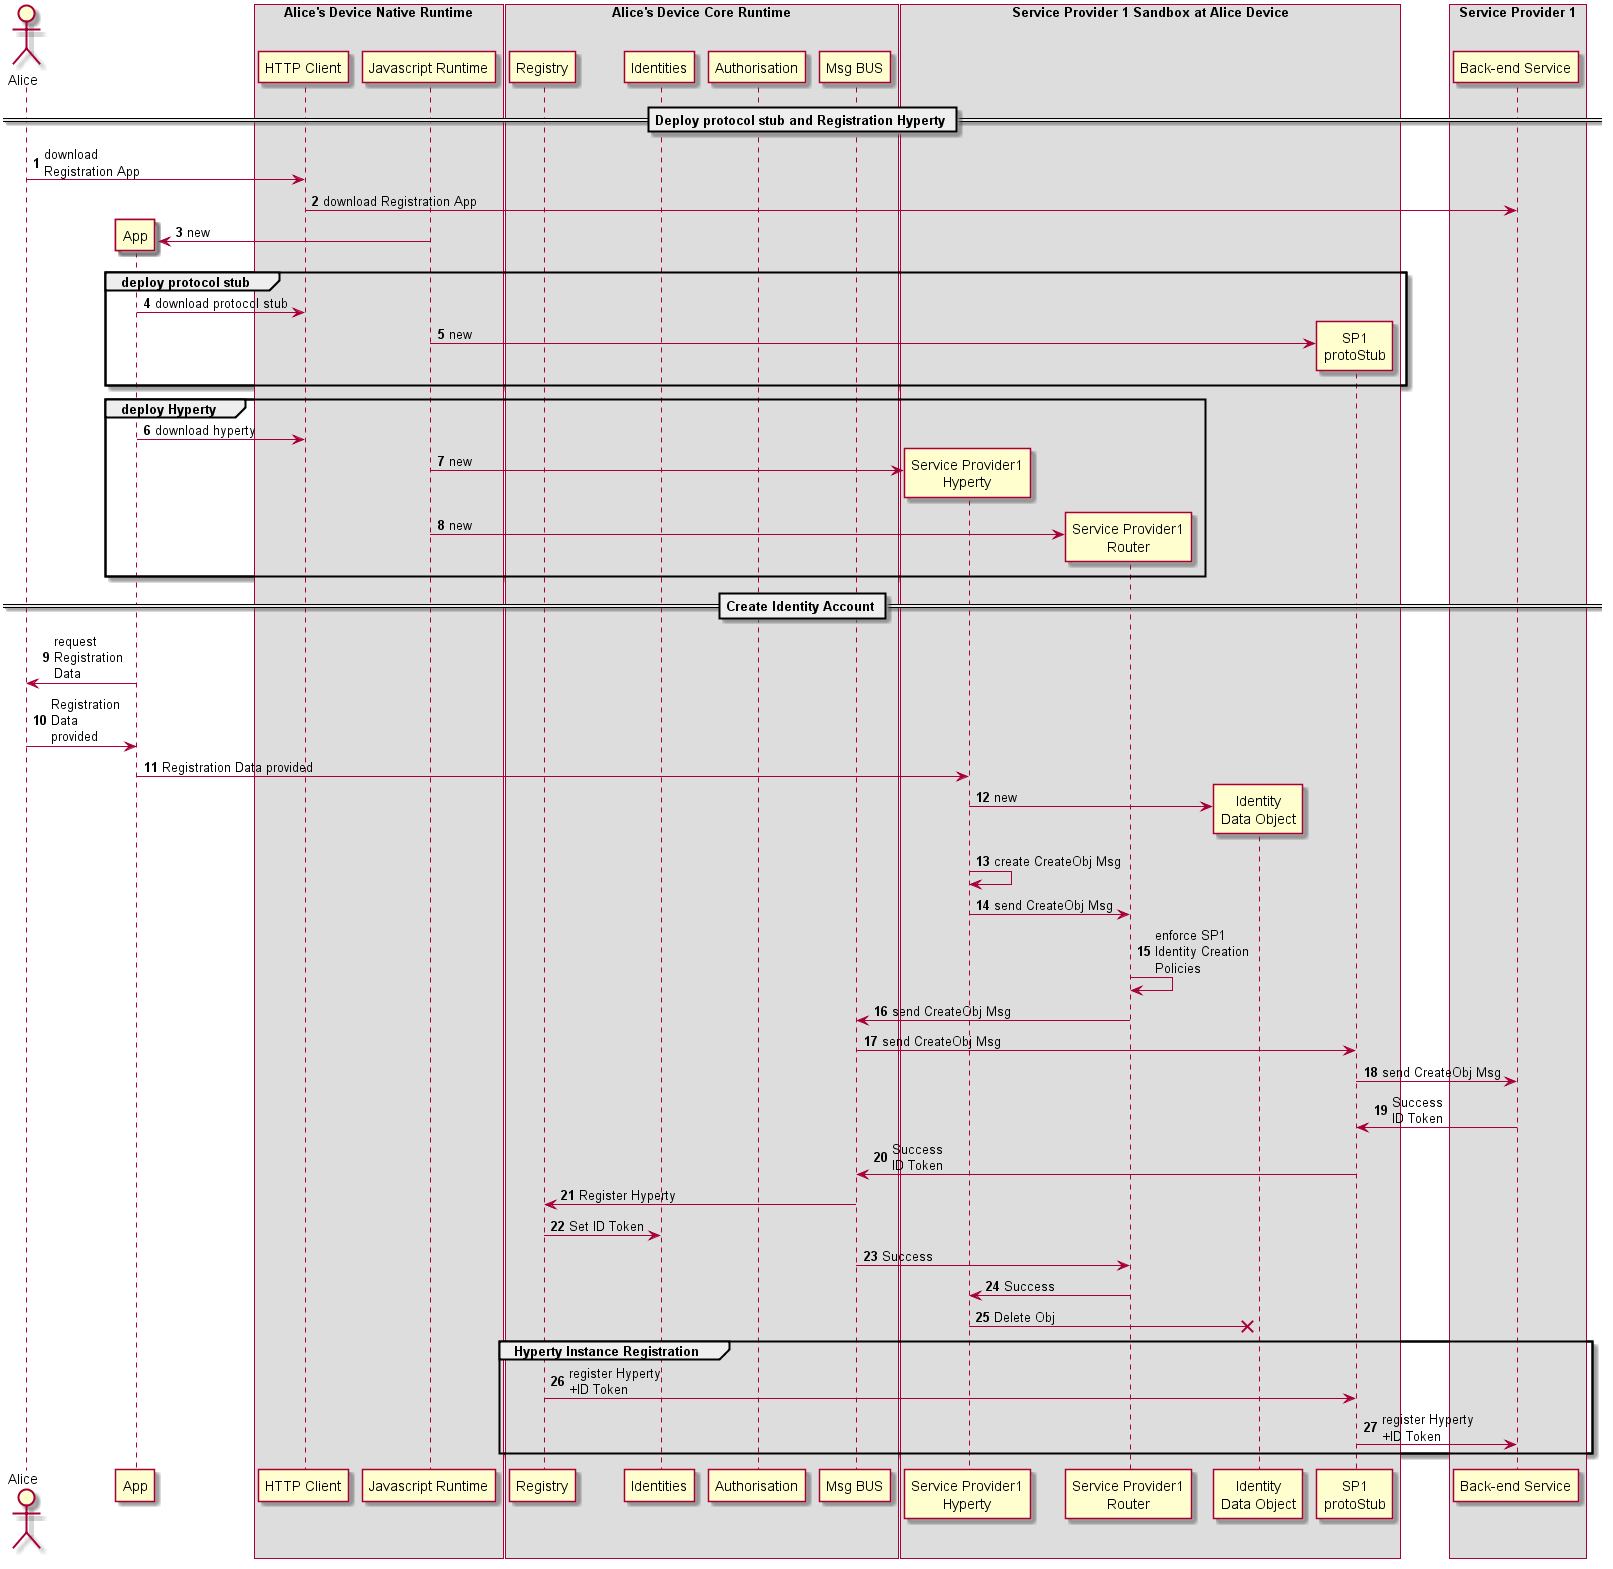 Alice's Device Native Runtime
Alice's Device Core Runtime
Service Provider 1 Sandbox at Alice Device
Service Provider 1
Alice
HTTP Client
Javascript Runtime
Registry
Identities
Authorisation
Msg BUS
Back-end Service
Deploy protocol stub and Registration Hyperty
1 download
Registration App
2 download Registration App
App
3 new
deploy protocol stub
4 download protocol stub
5 new
SP1
protoStub
deploy Hyperty
6 download hyperty
7 new
Service Provider1
Hyperty
8 new
Service Provider1
Router
Create Identity Account
request
9 Registration
Data
Registration
10 Data
provided
11 Registration Data provided
12 new
Identity
Data Object
13 create CreateObj Msg
14 send CreateObj Msg
enforce SP1
15 Identity Creation
Policies
16 send CreateObj Msg
17 send CreateObj Msg
18 send CreateObj Msg
19 Success
ID Token
20 Success
ID Token
21 Register Hyperty
22 Set ID Token
23 Success
24 Success
25 Delete Obj
Hyperty Instance Registration
26 register Hyperty
+ID Token
27 register Hyperty
+ID Token
Alice
App
HTTP Client
Javascript Runtime
Registry
Identities
Authorisation
Msg BUS
Service Provider1
Hyperty
Service Provider1
Router
Identity
Data Object
SP1
protoStub
Back-end Service